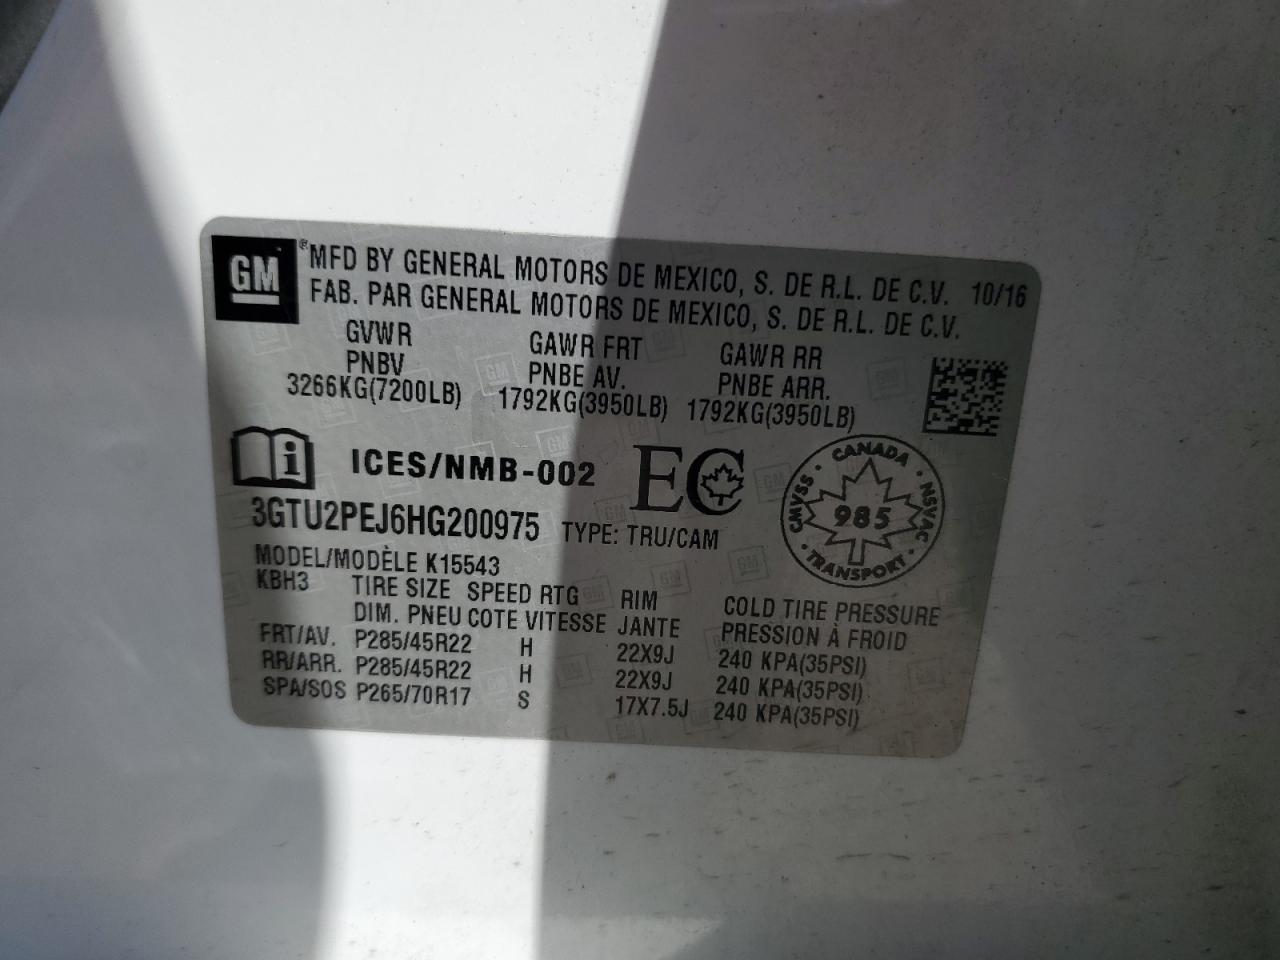 GM ® MFD BY GENERAL MOTORS DE MEXICO, S. DE R.L. DE C.V. 10/16
FAB. PAR GENERAL MOTORS DE MEXICO, S. DE R.L. DE C.V.
GVWR GAWR FRT GAWR RR
PNBV PNBE AV. PNBE ARR.
3266KG(7200LB) 1792KG(3950LB) 1792KG(3950LB)
i ICES/NMB-002 EC
CANADA CMVSS NSVAC 985 TRANSPORT
3GTU2PEJ6HG200975 TYPE: TRU/CAM
MODEL/MODÈLE K15543
KBH3 TIRE SIZE SPEED RTG RIM COLD TIRE PRESSURE
DIM. PNEU COTE VITESSE JANTE PRESSION À FROID
FRT/AV. P285/45R22 H 22X9J 240 KPA(35PSI)
RR/ARR. P285/45R22 H 22X9J 240 KPA(35PSI)
SPA/SOS P265/70R17 S 17X7.5J 240 KPA(35PSI)